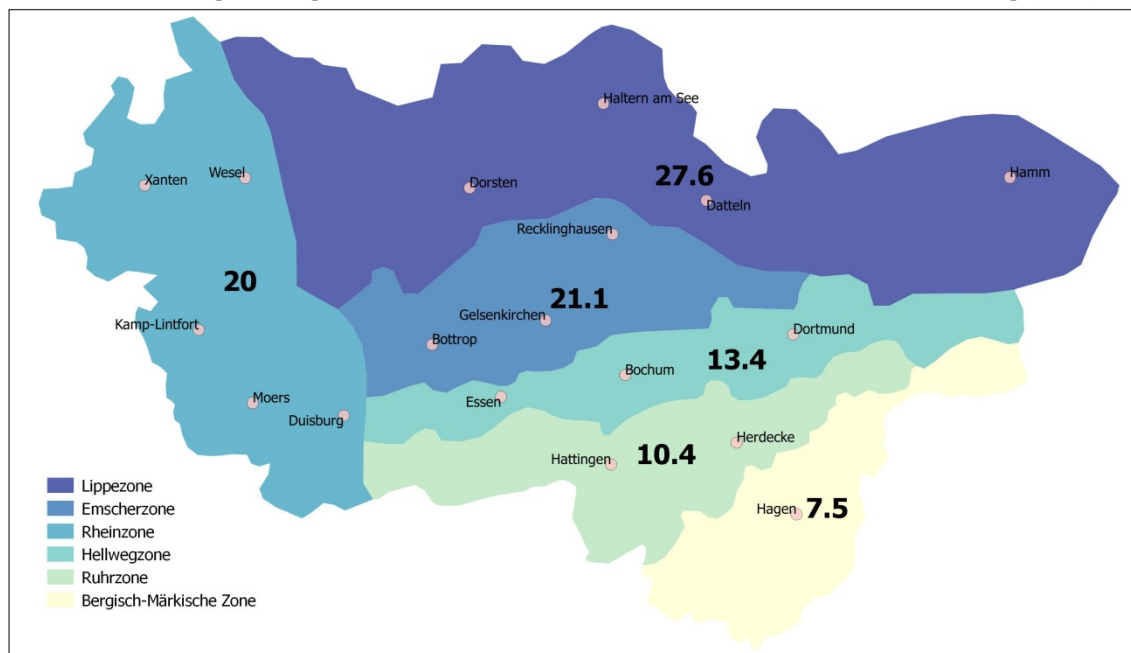 Haltern am See
Xanten
Wesel
Dorsten
27.6
Hamm
Datteln
Recklinghausen
20
21.1
Gelsenkirchen
Kamp-Lintfort
Bottrop
Dortmund
13.4
Bochum
Moers
Essen
Duisburg
Herdecke
Hattingen
10.4
Hagen
7.5
Lippezone
Emscherzone
Rheinzone
Hellwegzone
Ruhrzone
Bergisch-Märkische Zone